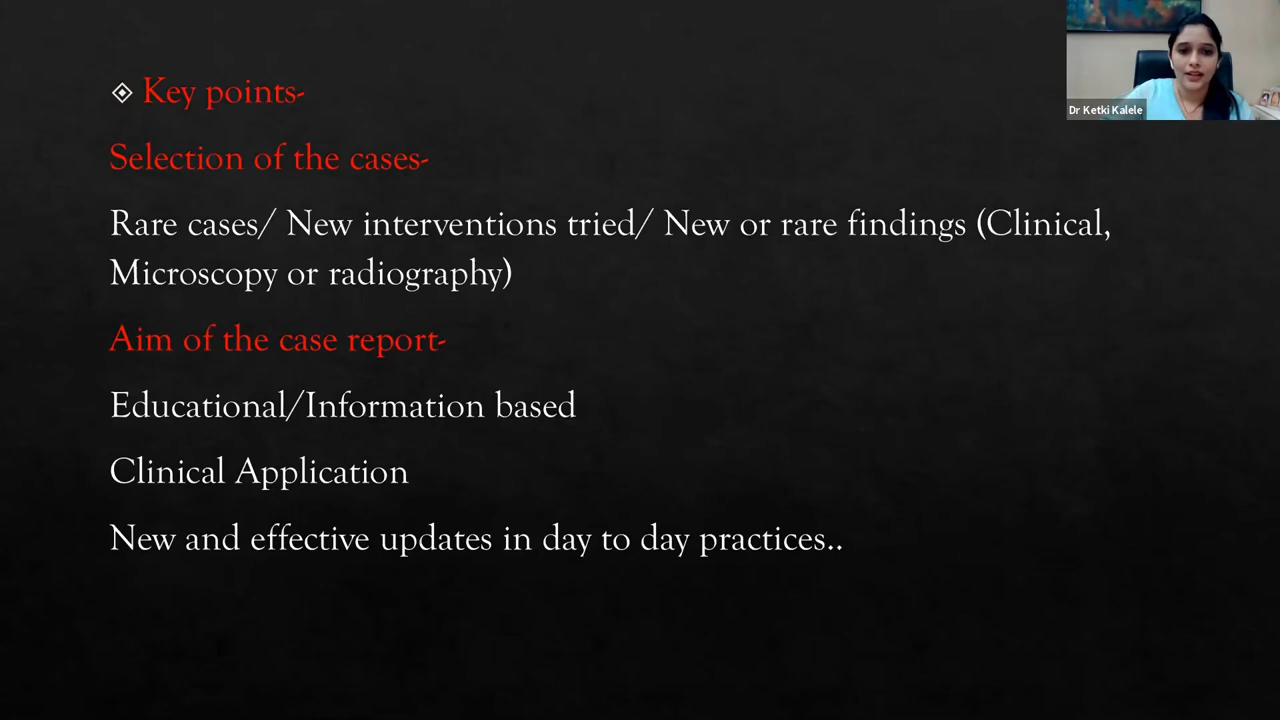 Key points-
Selection of the cases-
Rare cases/ New interventions tried/ New or rare findings (Clinical,
Microscopy or radiography)
Aim of the case report-
Educational/Information based
Clinical Application
New and effective updates in day to day practices..
Dr Ketki Kalele